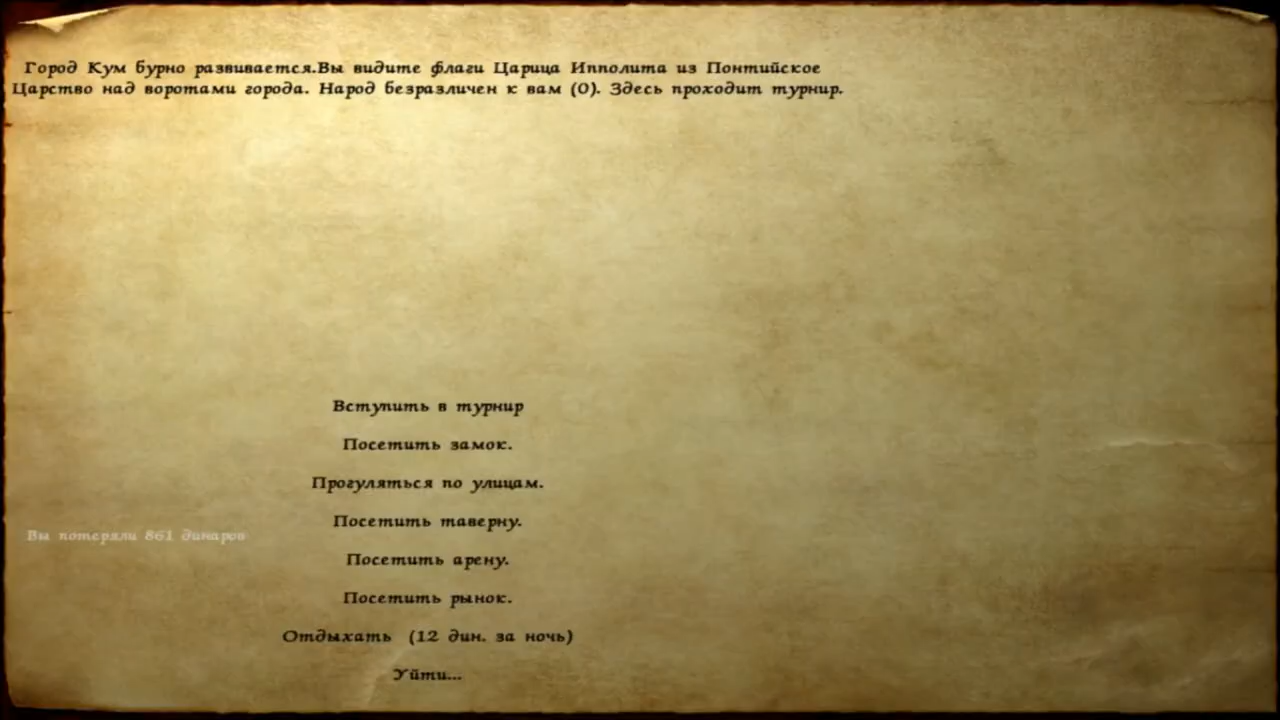 Город Кум бурно развивается.Вы видите флаги Царица Ипполита из Понтийское
Царство над воротами города. Народ безразличен к вам (0). Здесь проходит турнир.
Вступить в турнир
Посетить замок.
Прогуляться по улицам.
Посетить таверну.
Вы потеряли 861 динаров
Посетить арену.
Посетить рынок.
Отдыхать (12 дин. за ночь)
Уйти...